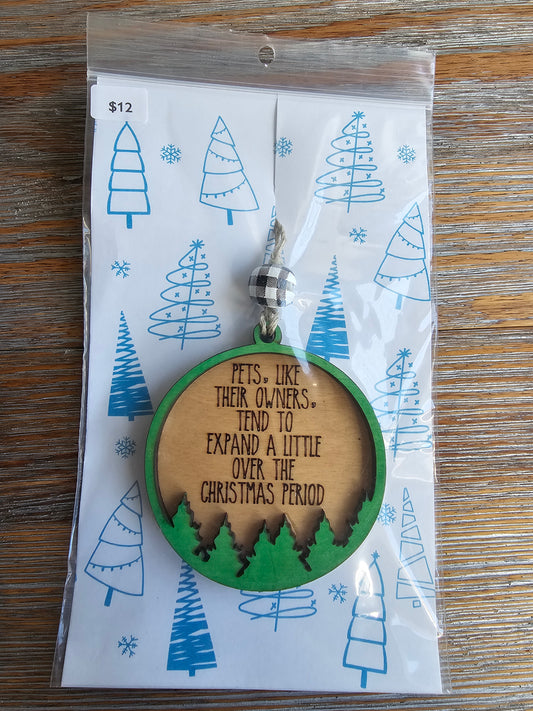 $12
PETS, LIKE
THEIR OWNERS,
TEND TO
EXPAND A LITTLE
OVER THE
CHRISTMAS PERIOD